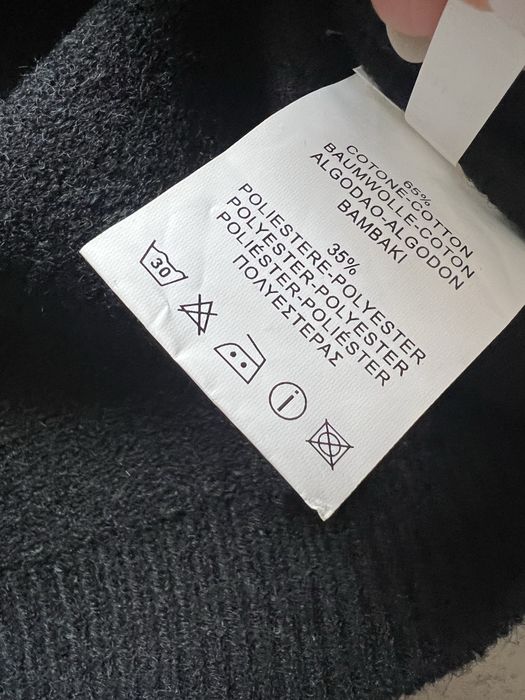 65%
COTONE-COTTON
BAUMWOLLE-COTON
ALGODAO-ALGODON
BAMBAKI
35%
POLIESTERE-POLYESTER
POLYESTER-POLYESTER
POLIÉSTER-POLIÉSTER
ΠΟΛΥΕΣΤΕΡΑΣ
30
i